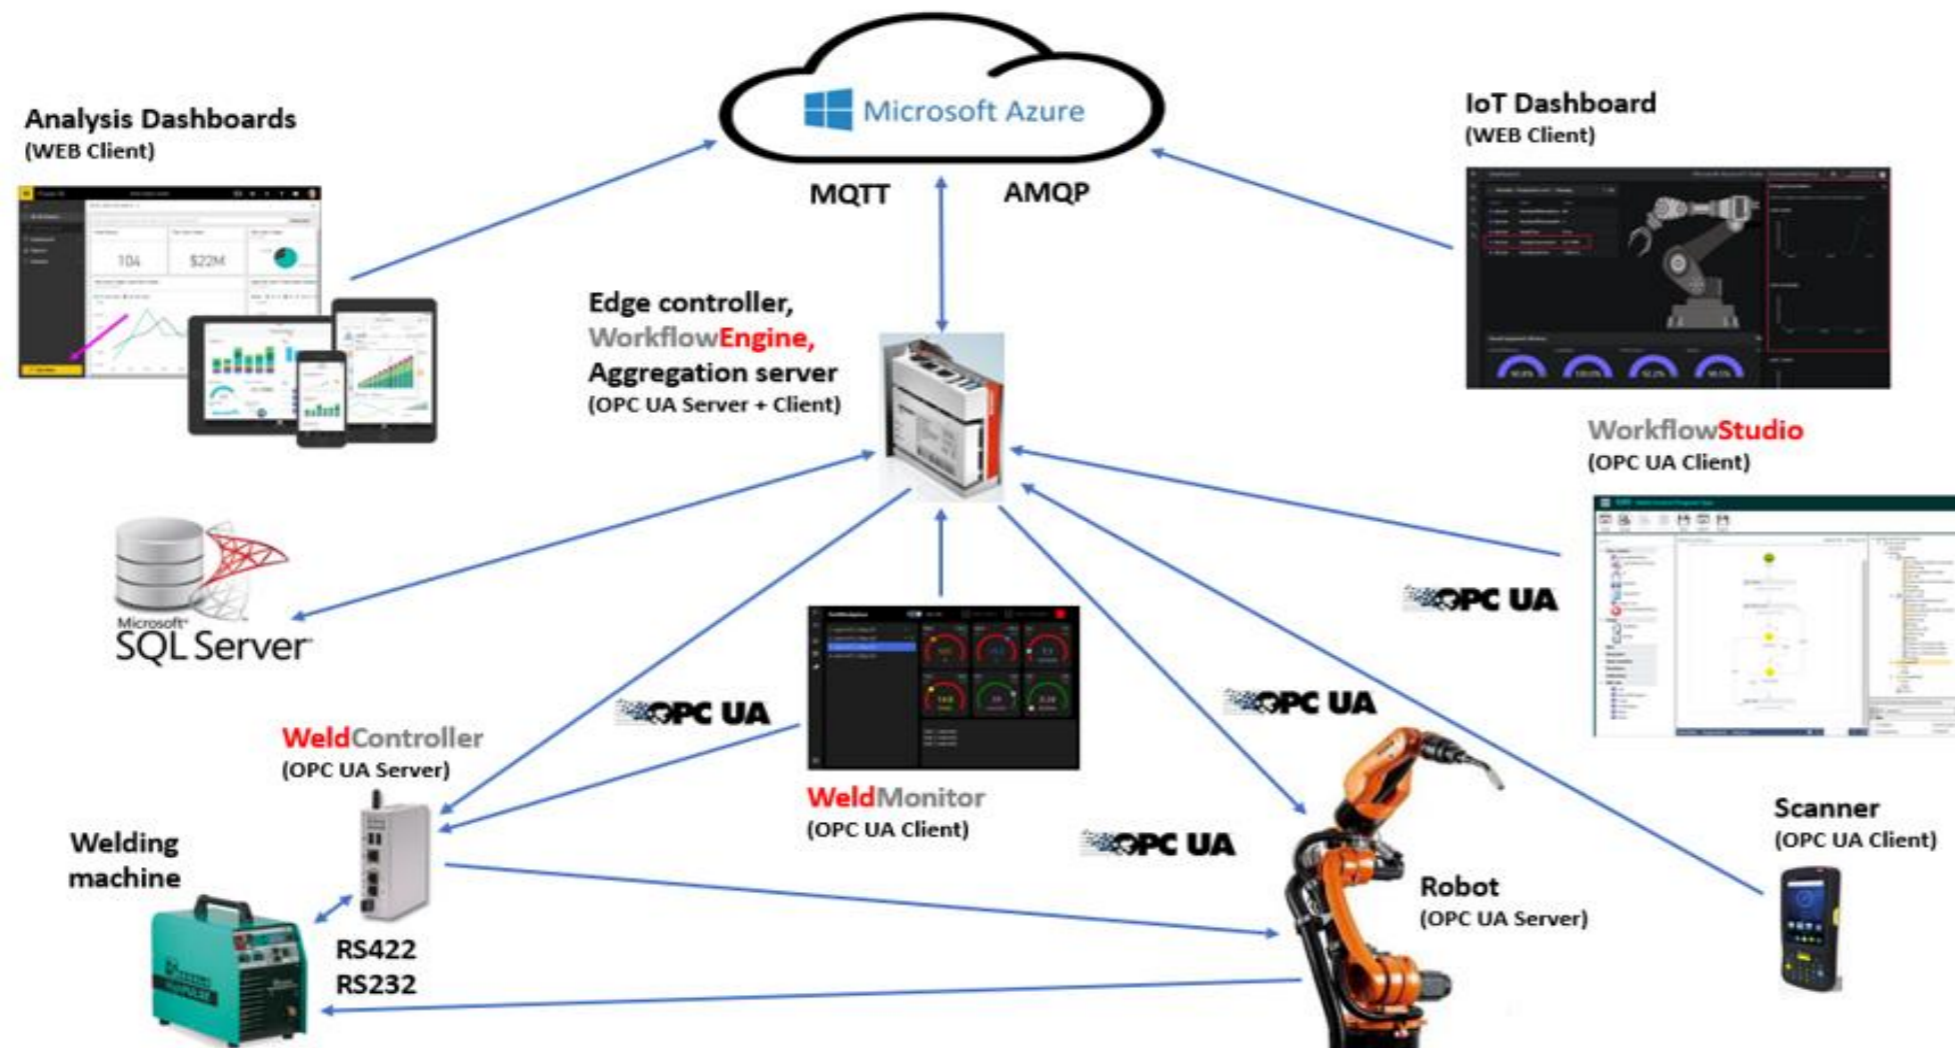 Microsoft Azure
Analysis Dashboards
(WEB Client)
IoT Dashboard
(WEB Client)
MQTT
AMQP
104
$22M
Edge controller,
WorkflowEngine,
Aggregation server
(OPC UA Server + Client)
WorkflowStudio
(OPC UA Client)
Microsoft
SQL Server
OPC UA
OPC UA
OPC UA
OPC UA
WeldController
(OPC UA Server)
WeldMonitor
(OPC UA Client)
Welding
machine
RS422
RS232
Robot
(OPC UA Server)
Scanner
(OPC UA Client)